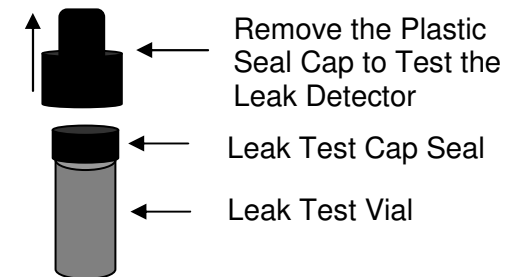 Remove the Plastic
Seal Cap to Test the
Leak Detector
Leak Test Cap Seal
Leak Test Vial